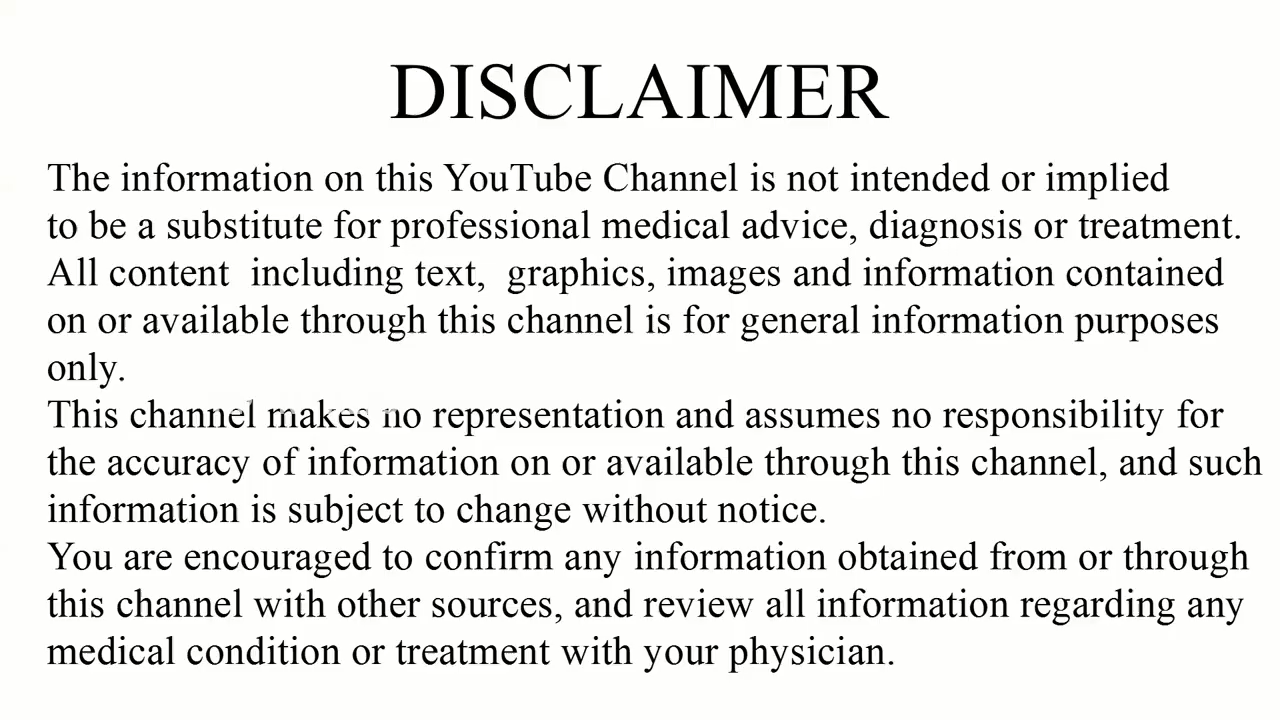 DISCLAIMER
The information on this YouTube Channel is not intended or implied
to be a substitute for professional medical advice, diagnosis or treatment.
All content  including text,  graphics, images and information contained
on or available through this channel is for general information purposes
only.
This channel makes no representation and assumes no responsibility for
the accuracy of information on or available through this channel, and such
information is subject to change without notice.
You are encouraged to confirm any information obtained from or through
this channel with other sources, and review all information regarding any
medical condition or treatment with your physician.